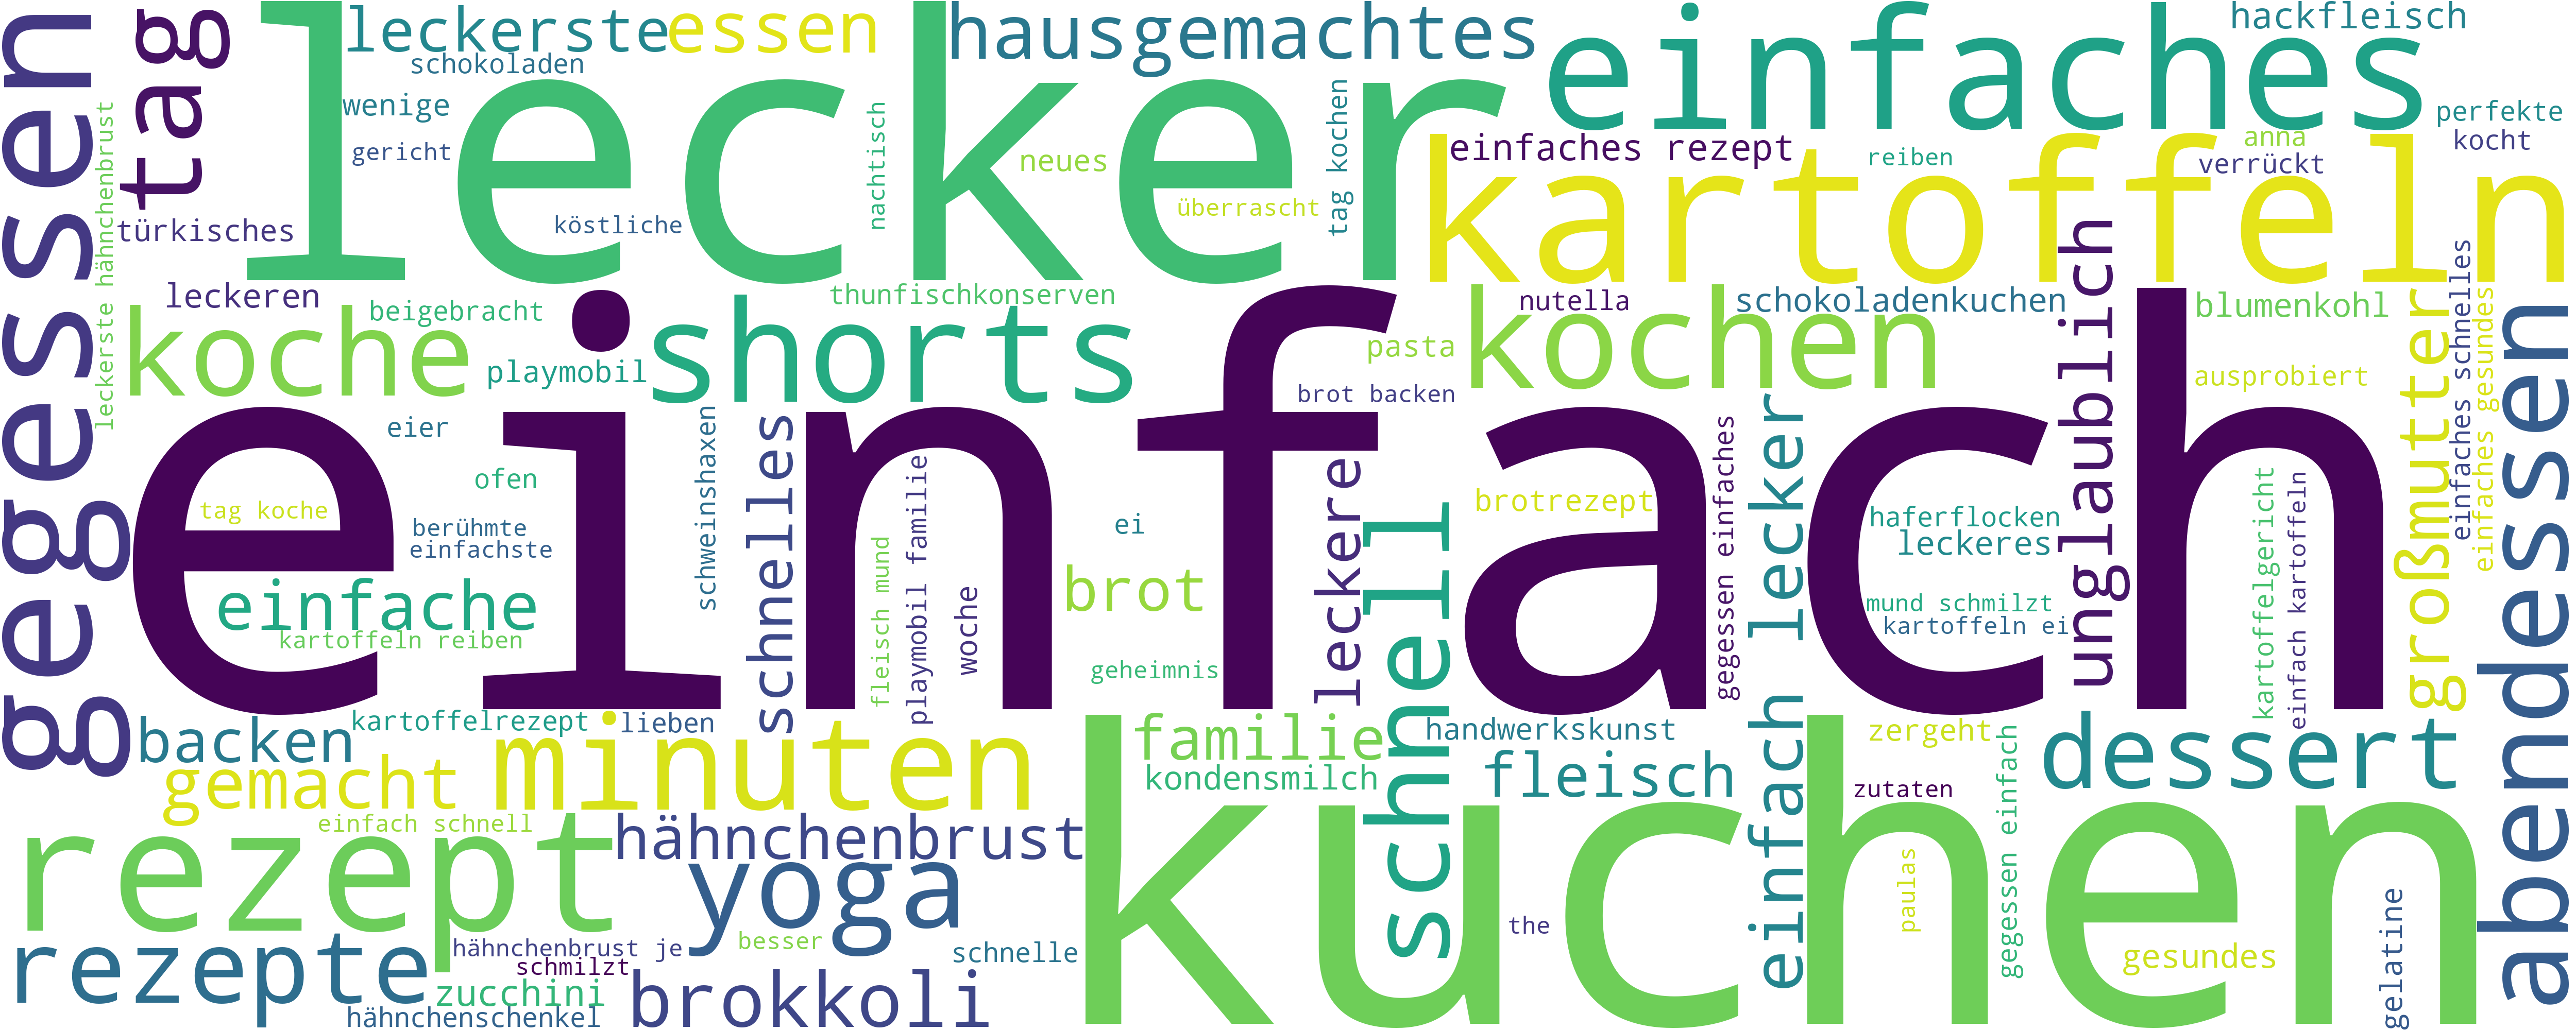 gegessen
tag
lecker
leckerste
essen
hausgemachtes
einfaches
hackfleisch
schokoladen
wenige
gericht
leckerste hähnchenbrust
türkisches
köstliche
nachtisch
neues
überrascht
tag kochen
einfaches rezept
reiben
anna
verrückt
perfekte
kocht
kartoffeln
leckeren
beigebracht
thunfischkonserven
koche
playmobil
shorts
pasta
brot backen
nutella
kochen
schokoladenkuchen
unglaublich
blumenkohl
ausprobiert
großmutter
einfaches schnelles
einfaches gesundes
abendessen
einfach
eier
ofen
tag koche
berühmte
einfachste
schweinshaxen
schnelles
fleisch mund
playmobil familie
woche
ei
brot
geheimnis
leckere
schnell
brotrezept
gegessen einfaches
einfach lecker
haferflocken
leckeres
mund schmilzt
kartoffeln ei
kartoffelgericht
einfach kartoffeln
einfache
kartoffeln reiben
backen
kartoffelrezept
lieben
gemacht
minuten
familie
kondensmilch
handwerkskunst
fleisch
zergeht
zutaten
gegessen einfach
dessert
rezept
einfach schnell
hähnchenbrust
yoga
kuchen
paulas
the
gesundes
gelatine
rezepte
hähnchenbrust je
besser
schnelle
schmilzt
zucchini
brokkoli
hähnchenschenkel